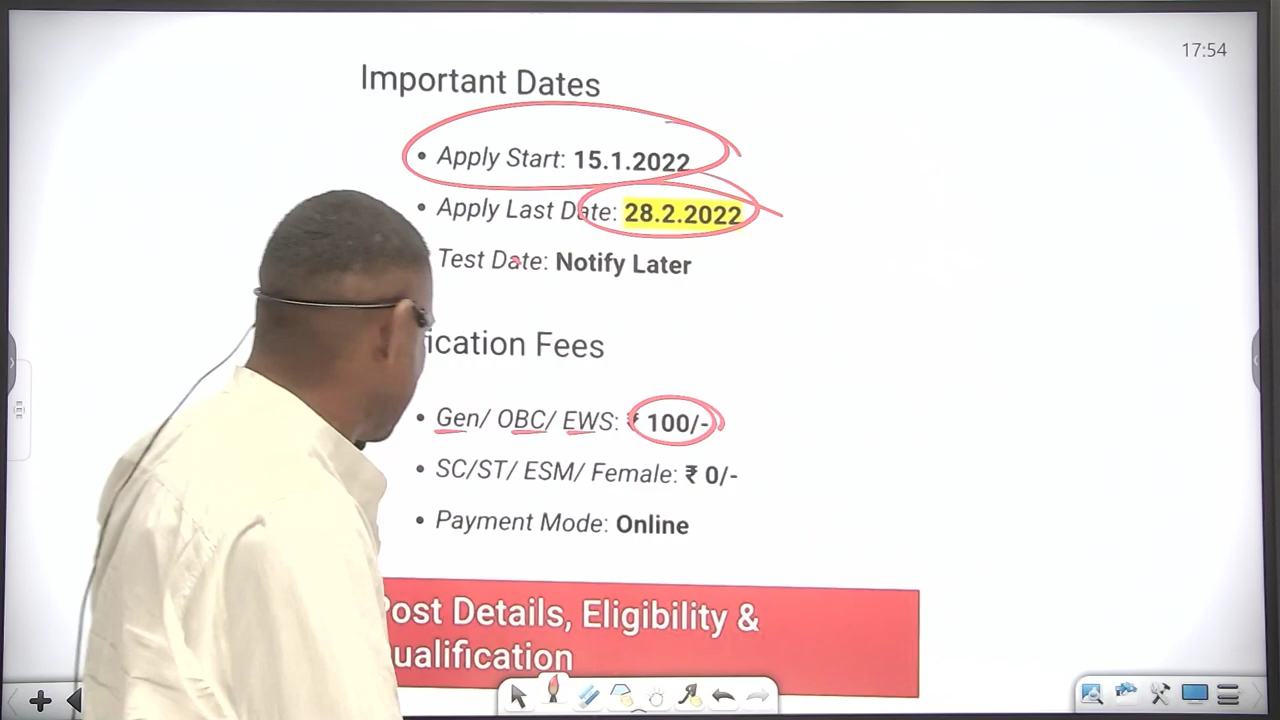 17:54
Important Dates
• Apply Start: 15.1.2022
• Apply Last Date: 28.2.2022
Test Date: Notify Later
ication Fees
• Gen/ OBC/ EWS: ₹ 100/-
• SC/ST/ ESM/ Female: ₹ 0/-
• Payment Mode: Online
Post Details, Eligibility &
ualification